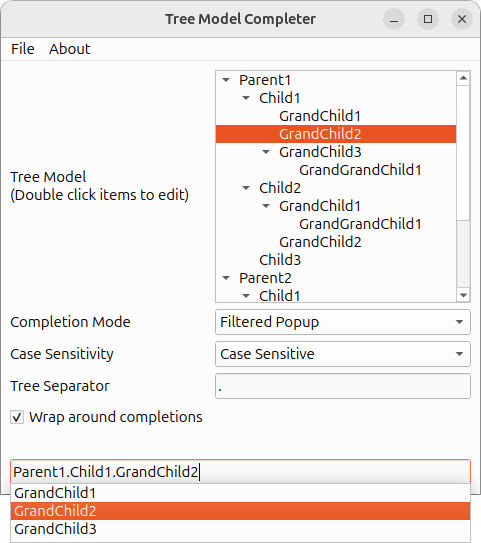 Tree Model Completer
File About
Parent1
Child1
GrandChild1
GrandChild2
GrandChild3
GrandGrandChild1
Tree Model
(Double click items to edit)
Child2
GrandChild1
GrandGrandChild1
GrandChild2
Child3
Parent2
Child1
Completion Mode Filtered Popup
Case Sensitivity Case Sensitive
Tree Separator .
Wrap around completions
Parent1.Child1.GrandChild2
GrandChild1
GrandChild2
GrandChild3